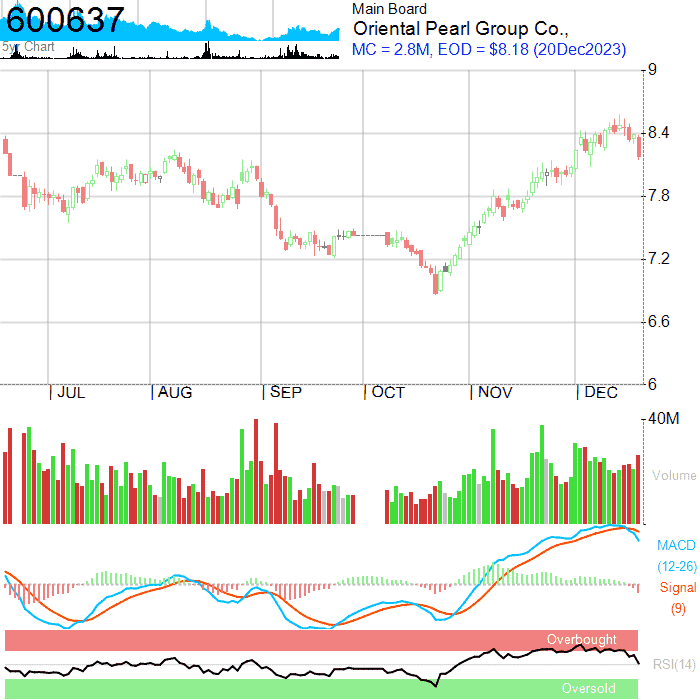 600637
5yr Chart
Main Board
Oriental Pearl Group Co.,
MC = 2.8M, EOD = $8.18 (20Dec2023)
9
8.4
7.8
7.2
6.6
6
JUL
AUG
SEP
OCT
NOV
DEC
40M
Volume
MACD
(12-26)
Signal
(9)
Overbought
RSI(14)
Oversold